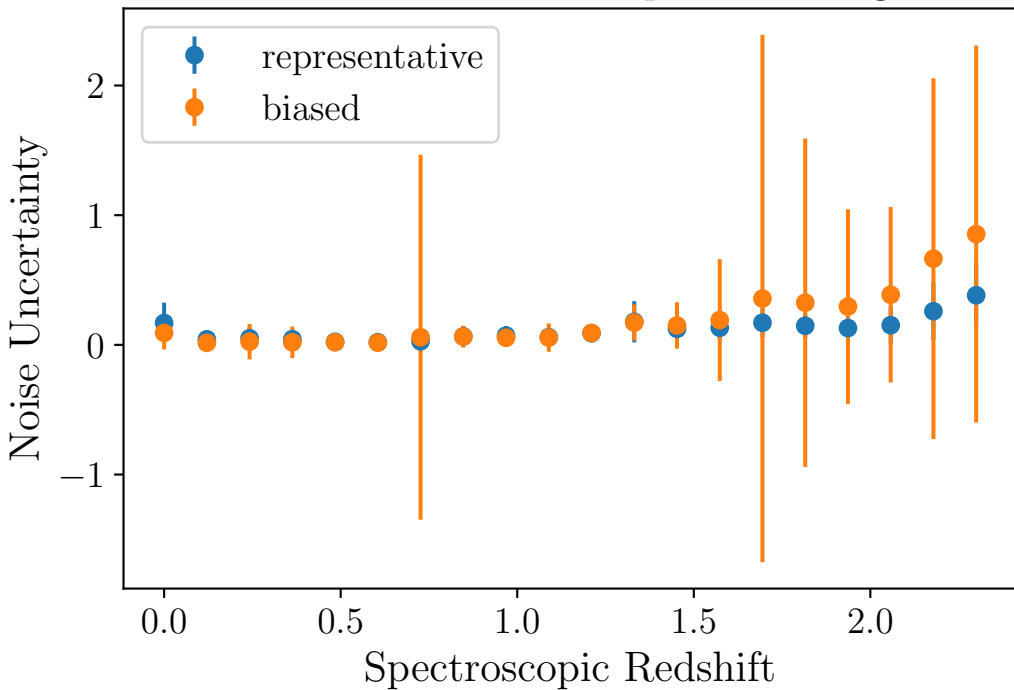 representative
biased
Noise Uncertainty
2
1
0
−1
0.0
0.5
1.0
1.5
2.0
Spectroscopic Redshift